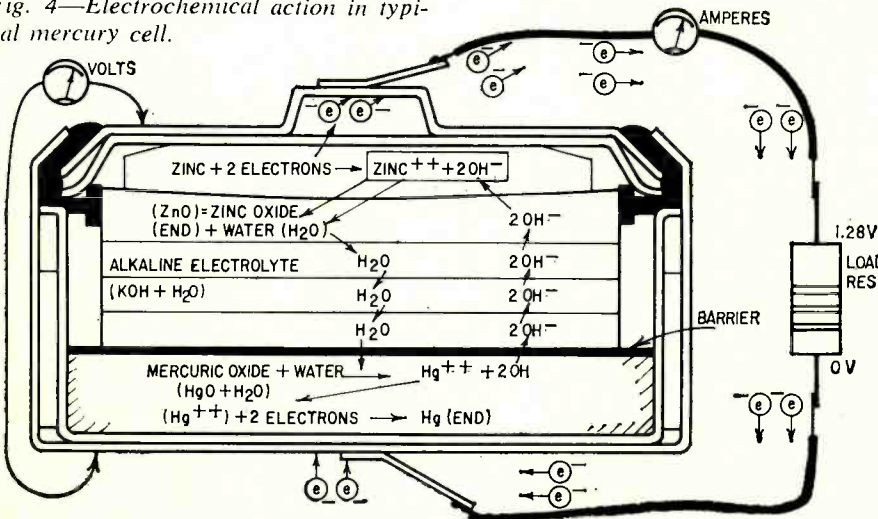 ig. 4—Electrochemical action in typi-
al mercury cell.
VOLTS
AMPERES
e⁻ e⁻ e⁻
e⁻ e⁻ e⁻
e⁻ e⁻
e⁻ e⁻
ZINC + 2 ELECTRONS → ZINC⁺⁺ + 2OH⁻
(ZnO) = ZINC OXIDE
(END) + WATER (H₂O)
2OH⁻
ALKALINE ELECTROLYTE
H₂O 2OH⁻
(KOH + H₂O)
H₂O 2OH⁻
H₂O 2OH⁻
1.28V
LOAD
RES
0V
BARRIER
MERCURIC OXIDE + WATER → Hg⁺⁺ + 2OH
(HgO + H₂O)
(Hg⁺⁺) + 2 ELECTRONS → Hg (END)
e⁻ e⁻
e⁻ e⁻
e⁻
e⁻